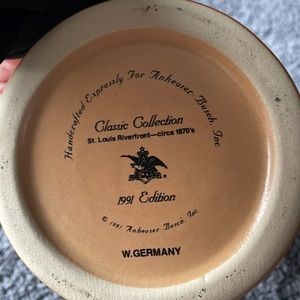 Handcrafted Expressly For Anheuser-Busch, Inc.
Classic Collection
St. Louis Riverfront—circa 1870's
1991 Edition
© 1991 Anheuser Busch, Inc.
W.GERMANY